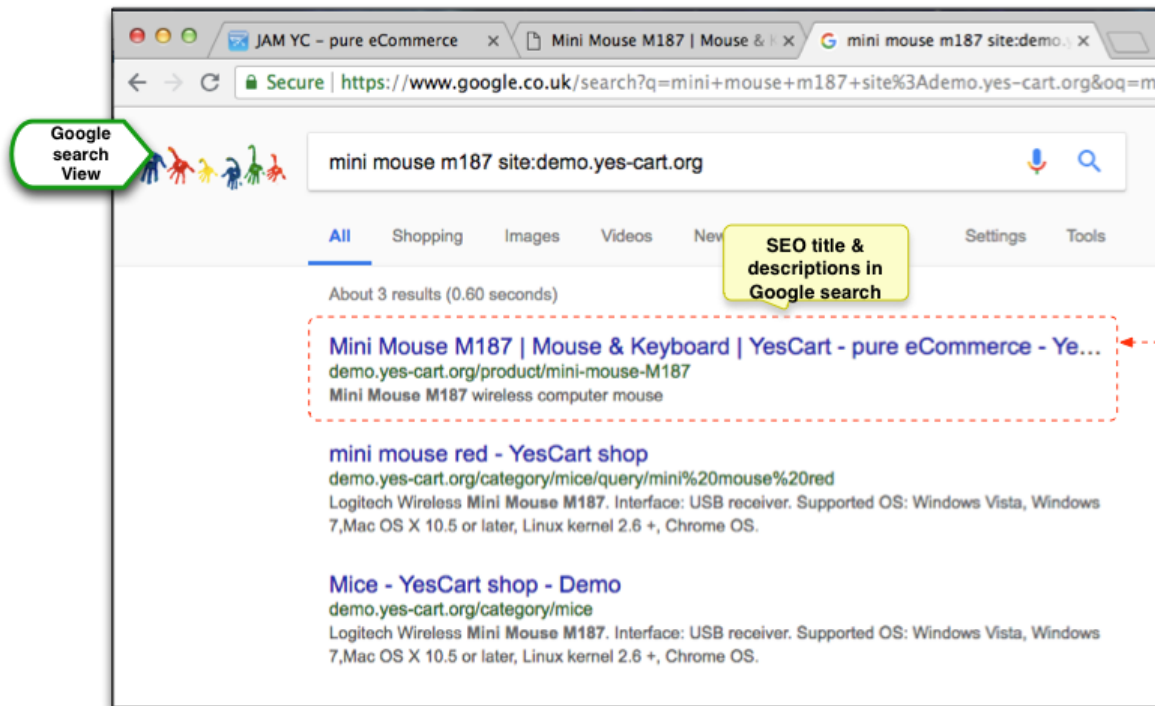 JAM YC – pure eCommerce
Mini Mouse M187 | Mouse &
mini mouse m187 site:demo.
Secure | https://www.google.co.uk/search?q=mini+mouse+m187+site%3Ademo.yes-cart.org&oq=m
Google
search
View
mini mouse m187 site:demo.yes-cart.org
All Shopping Images Videos New Settings Tools
SEO title &
descriptions in
Google search
About 3 results (0.60 seconds)
Mini Mouse M187 | Mouse & Keyboard | YesCart - pure eCommerce - Ye...
demo.yes-cart.org/product/mini-mouse-M187
Mini Mouse M187 wireless computer mouse
mini mouse red - YesCart shop
demo.yes-cart.org/category/mice/query/mini%20mouse%20red
Logitech Wireless Mini Mouse M187. Interface: USB receiver. Supported OS: Windows Vista, Windows
7,Mac OS X 10.5 or later, Linux kernel 2.6 +, Chrome OS.
Mice - YesCart shop - Demo
demo.yes-cart.org/category/mice
Logitech Wireless Mini Mouse M187. Interface: USB receiver. Supported OS: Windows Vista, Windows
7,Mac OS X 10.5 or later, Linux kernel 2.6 +, Chrome OS.